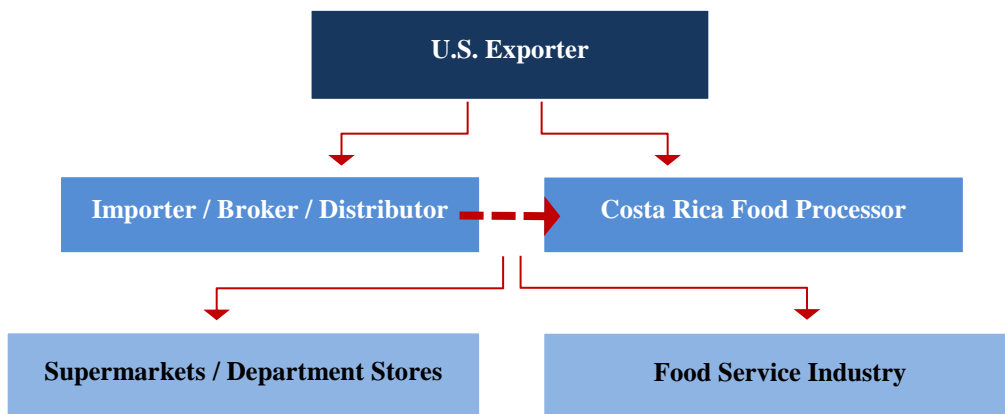 U.S. Exporter
Importer / Broker / Distributor
Costa Rica Food Processor
Supermarkets / Department Stores
Food Service Industry